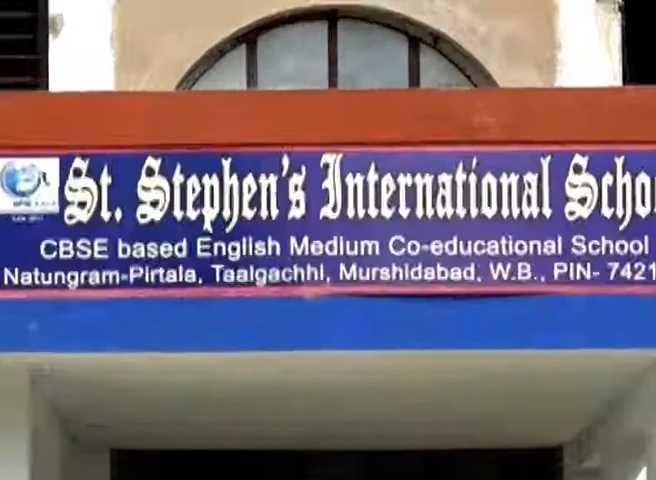 St. Stephen's International Scho
CBSE based English Medium Co-educational School
Natungram-Pirtala, Taalgachhi, Murshidabad, W.B., PIN- 7421